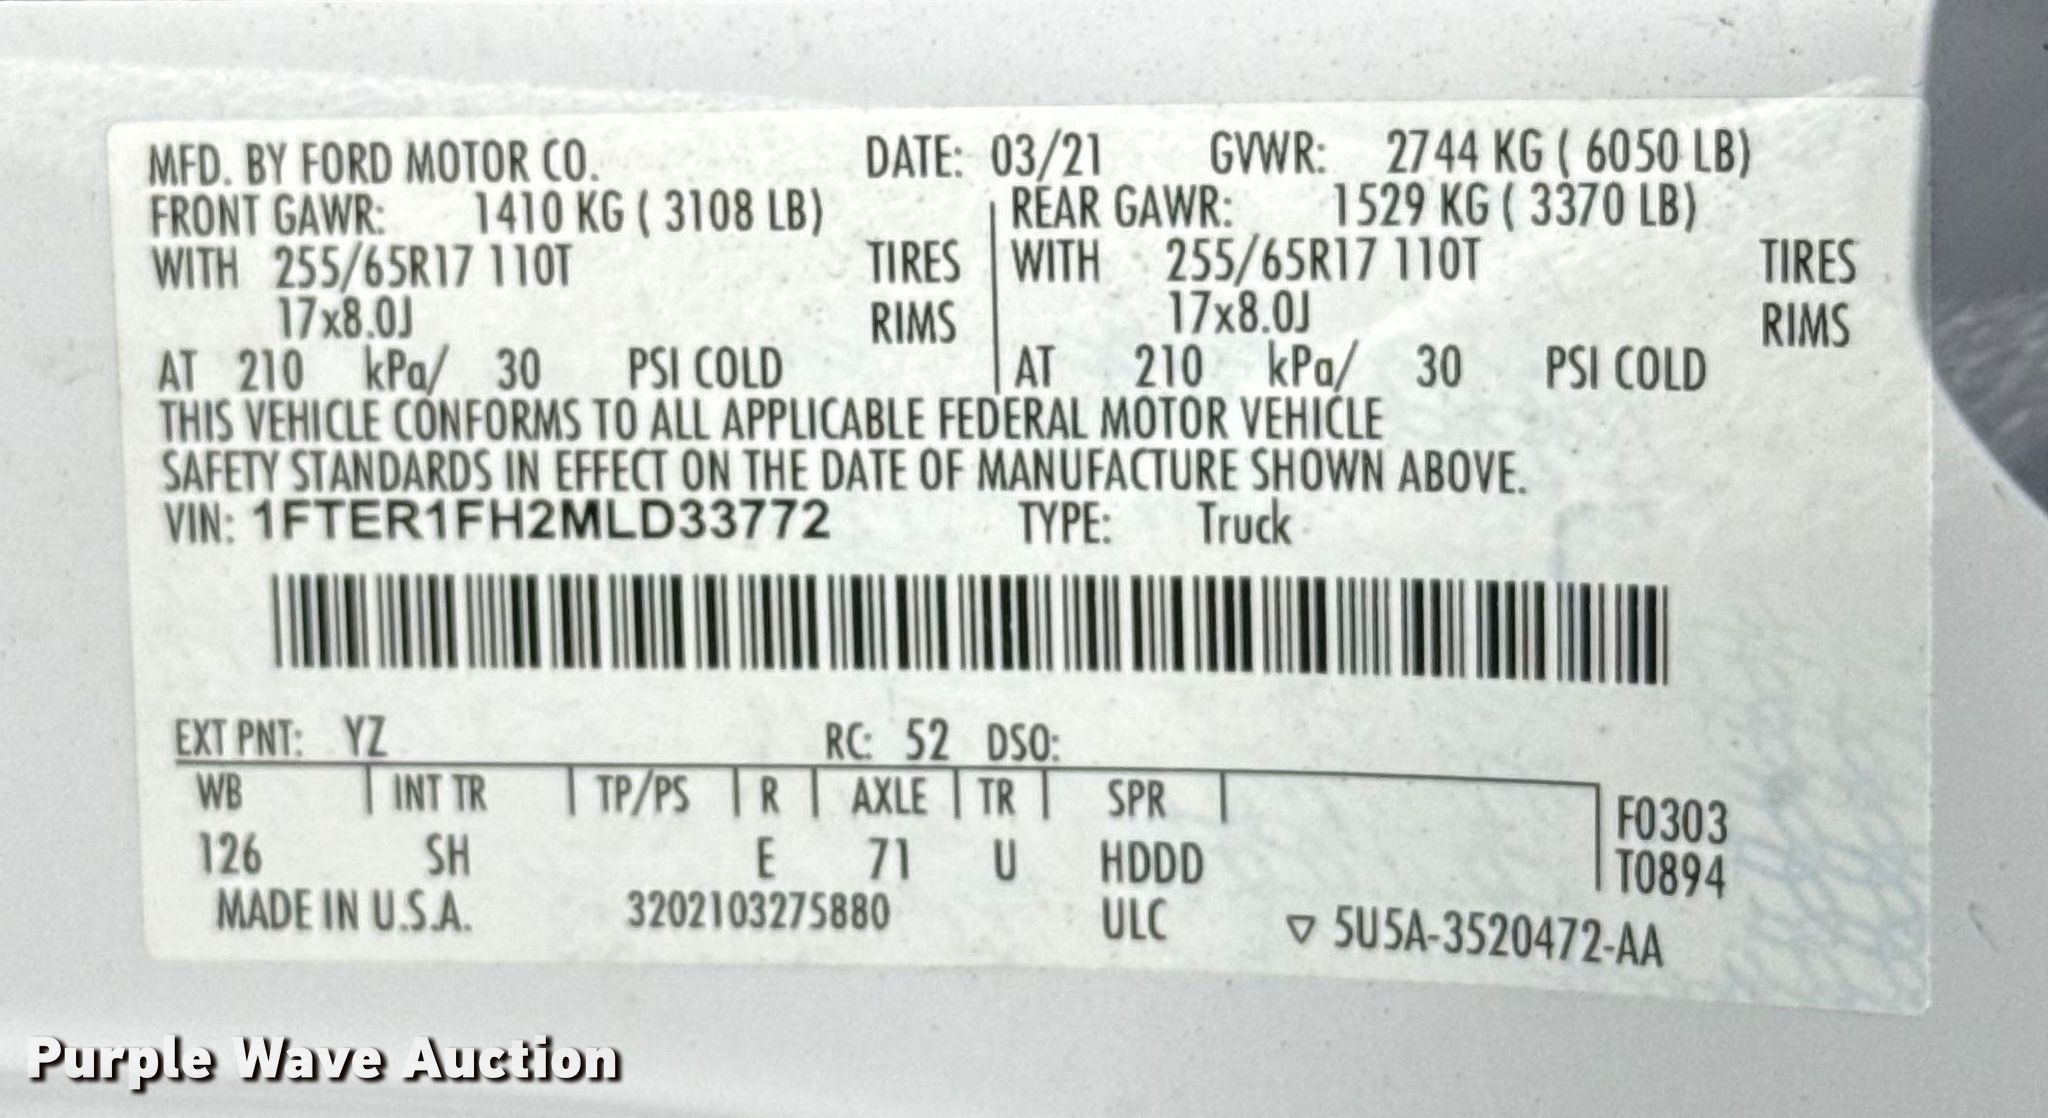 MFD. BY FORD MOTOR CO. DATE: 03/21 GVWR: 2744 KG ( 6050 LB)
FRONT GAWR: 1410 KG ( 3108 LB) REAR GAWR: 1529 KG ( 3370 LB)
WITH 255/65R17 110T TIRES WITH 255/65R17 110T TIRES
17x8.0J RIMS 17x8.0J RIMS
AT 210 kPa/ 30 PSI COLD AT 210 kPa/ 30 PSI COLD
THIS VEHICLE CONFORMS TO ALL APPLICABLE FEDERAL MOTOR VEHICLE
SAFETY STANDARDS IN EFFECT ON THE DATE OF MANUFACTURE SHOWN ABOVE.
VIN: 1FTER1FH2MLD33772 TYPE: Truck
EXT PNT: YZ RC: 52 DSO:
WB INT TR TP/PS R AXLE TR SPR F0303
126 SH E 71 U HDDD T0894
MADE IN U.S.A. 3202103275880 ULC ▽ 5U5A-3520472-AA
Purple Wave Auction